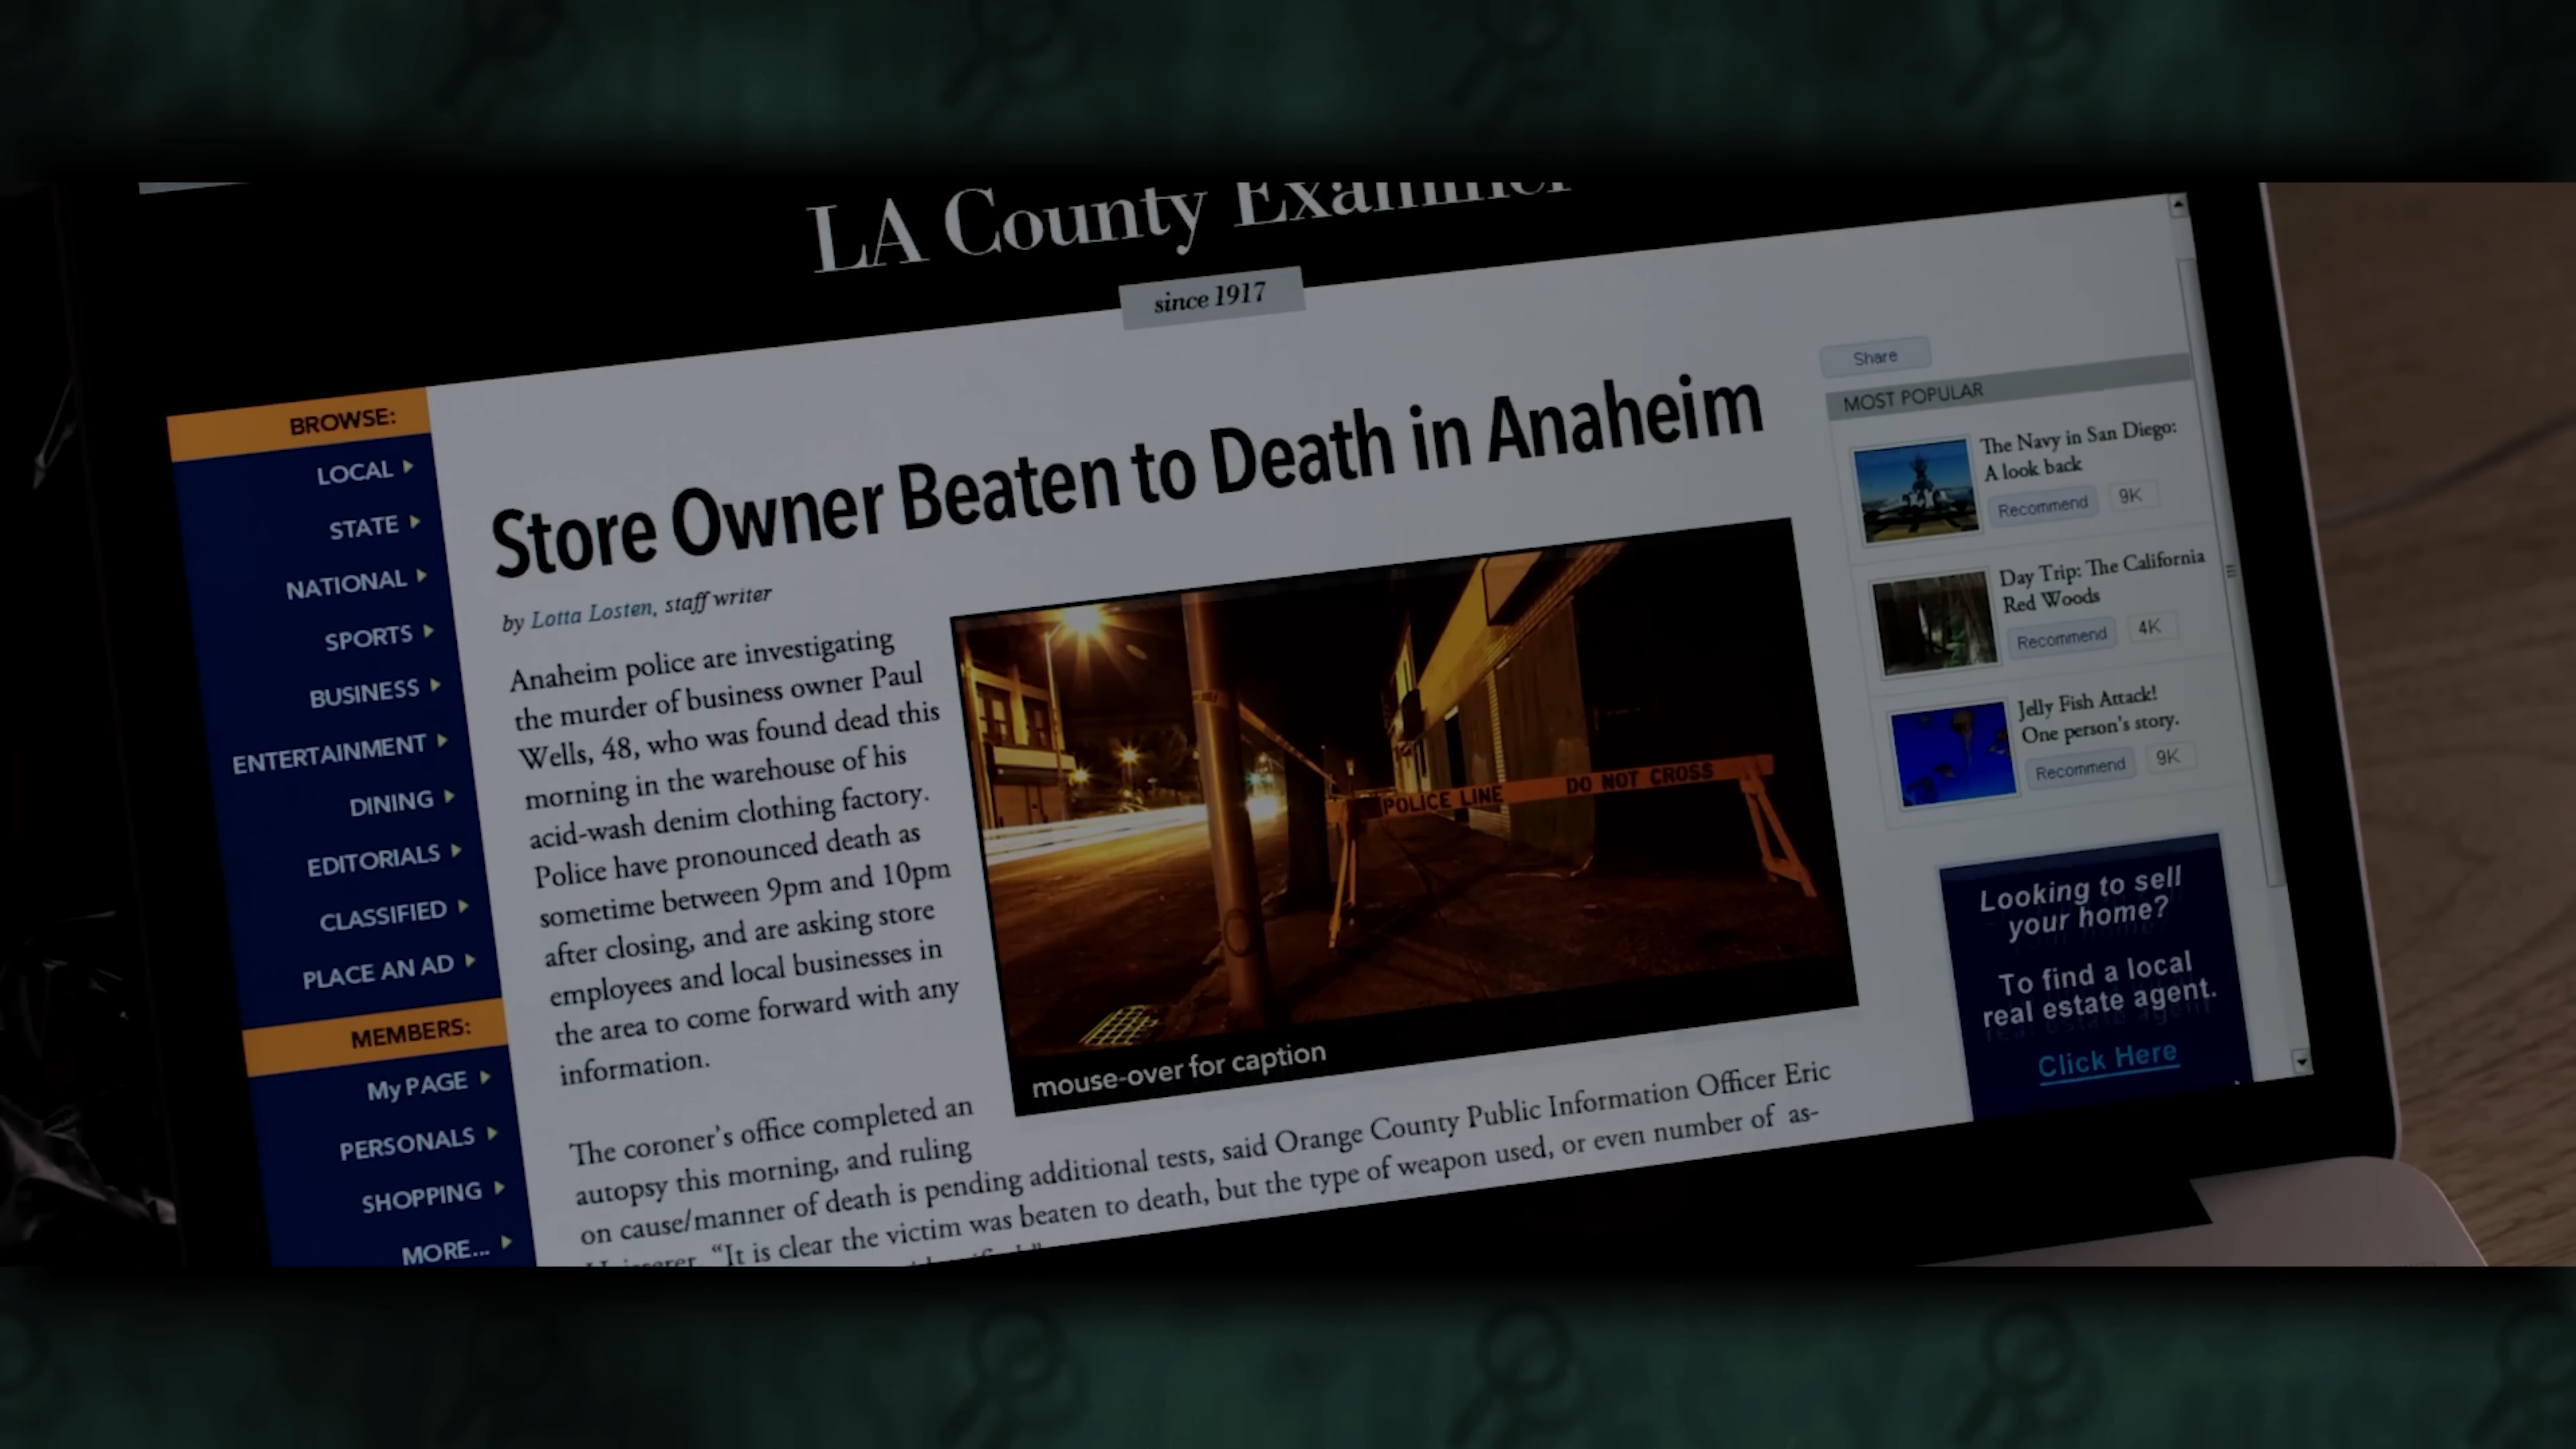 LA County Examiner
since 1917
BROWSE:
LOCAL
STATE
NATIONAL
SPORTS
BUSINESS
ENTERTAINMENT
DINING
EDITORIALS
CLASSIFIED
PLACE AN AD
MEMBERS:
My PAGE
PERSONALS
SHOPPING
MORE...
Store Owner Beaten to Death in Anaheim
by Lotta Losten, staff writer
Anaheim police are investigating
the murder of business owner Paul
Wells, 48, who was found dead this
morning in the warehouse of his
acid-wash denim clothing factory.
Police have pronounced death as
sometime between 9pm and 10pm
after closing, and are asking store
employees and local businesses in
the area to come forward with any
information.
POLICE LINE DO NOT CROSS
mouse-over for caption
The coroner's office completed an
autopsy this morning, and ruling
on cause/manner of death is pending additional tests, said Orange County Public Information Officer Eric
"It is clear the victim was beaten to death, but the type of weapon used, or even number of as-
Share
MOST POPULAR
The Navy in San Diego:
A look back
Recommend 9K
Day Trip: The California
Red Woods
Recommend 4K
Jelly Fish Attack!
One person's story.
Recommend 9K
Looking to sell
your home?
To find a local
real estate agent.
Click Here